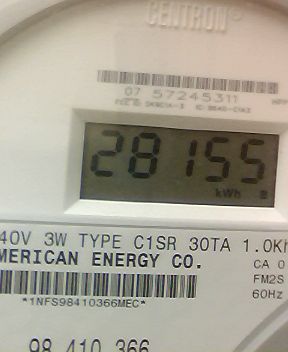 CENTRON®
07 57245311
28155
kWh
40V 3W TYPE C1SR 30TA 1.0Kh
MERICAN ENERGY CO.
CA 0
FM2S
60Hz
*1NFS98410366MEC*
98 410 366